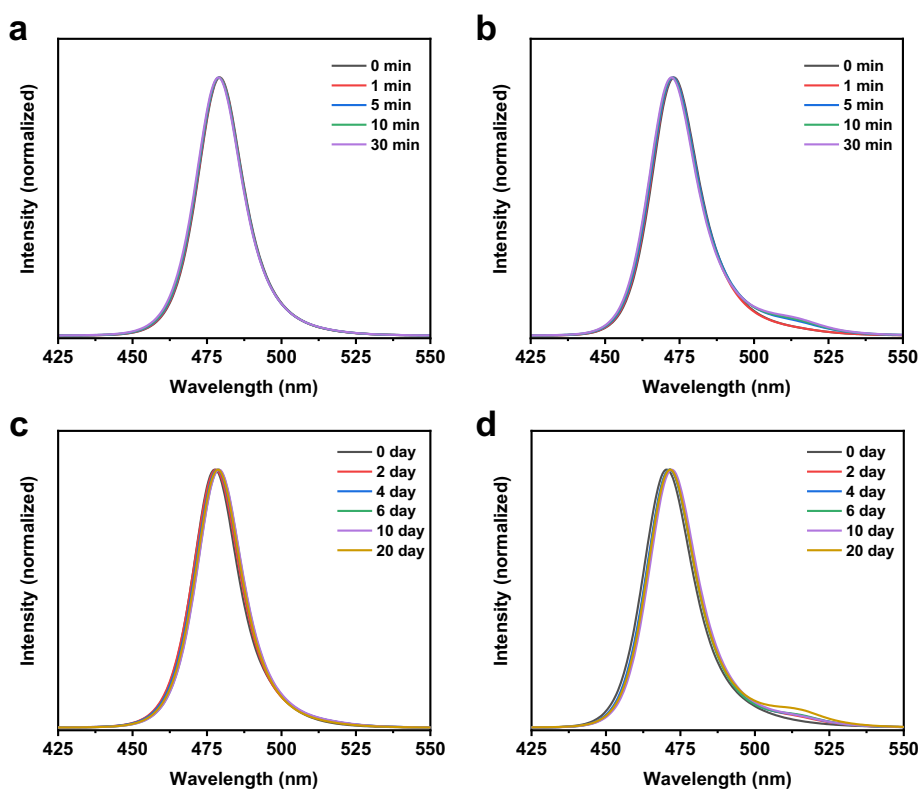 a
Intensity (normalized)
0 min
1 min
5 min
10 min
30 min
425 450 475 500 525 550
Wavelength (nm)
b
Intensity (normalized)
0 min
1 min
5 min
10 min
30 min
425 450 475 500 525 550
Wavelength (nm)
c
Intensity (normalized)
0 day
2 day
4 day
6 day
10 day
20 day
425 450 475 500 525 550
Wavelength (nm)
d
Intensity (normalized)
0 day
2 day
4 day
6 day
10 day
20 day
425 450 475 500 525 550
Wavelength (nm)